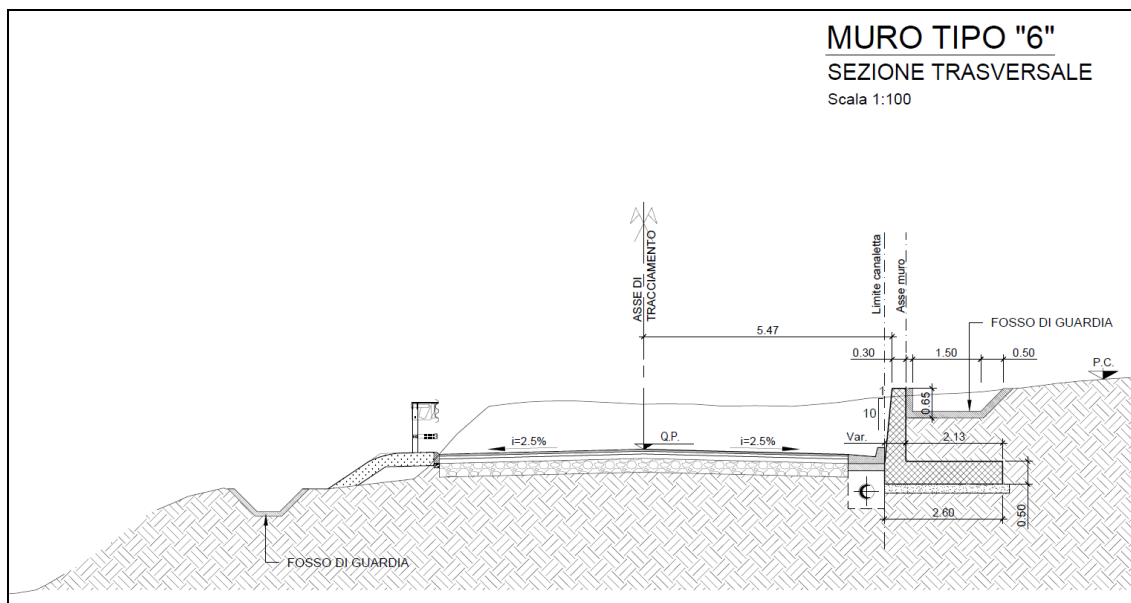 MURO TIPO "6"
SEZIONE TRASVERSALE
Scala 1:100
ASSE DI
TRACCIAMENTO
Limite canaletta
Asse muro
5.47
FOSSO DI GUARDIA
0.30
1.50
0.50
P.C.
1
10
0.65
i=2.5%
Q.P.
i=2.5%
Var.
2.13
2.60
0.50
FOSSO DI GUARDIA